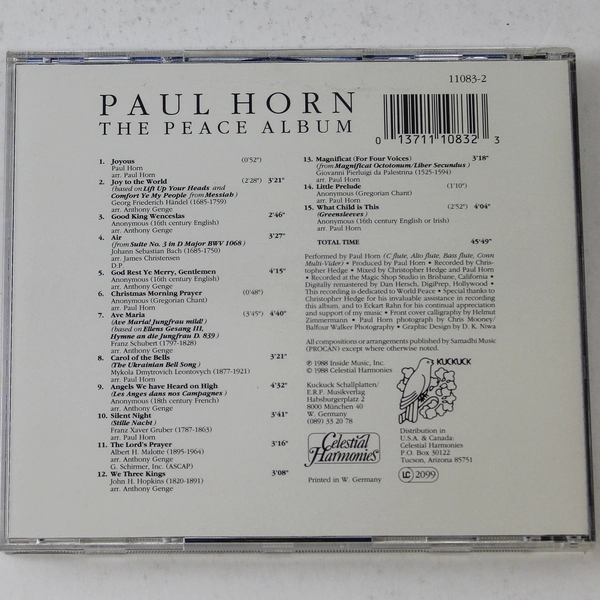 11083-2
PAUL HORN
THE PEACE ALBUM
0 13711 10832 3
1. Joyous (0'52")
Paul Horn
arr. Paul Horn
2. Joy to the World (2'28") 3'21"
(based on Lift Up Your Heads and
Comfort Ye My People from Messiah)
Georg Friederich Händel (1685-1759)
arr. Anthony Genge
3. Good King Wenceslas 2'46"
Anonymous (16th century English)
arr. Anthony Genge
4. Air 3'27"
(from Suite No. 3 in D Major BWV 1068)
Johann Sebastian Bach (1685-1750)
arr. James Christensen
D.P.
5. God Rest Ye Merry, Gentlemen 4'15"
Anonymous (16th century English)
arr. Anthony Genge
6. Christmas Morning Prayer (0'48")
Anonymous (Gregorian Chant)
arr. Paul Horn
7. Ave Maria (3'45") 4'40"
(Ave Maria! Jungfrau mild!)
(based on Ellens Gesang III,
Hymne an die Jungfrau D. 839)
Franz Schubert (1797-1828)
arr. Anthony Genge
8. Carol of the Bells 3'21"
(The Ukrainian Bell Song)
Mykola Dmytrovich Leontovych (1877-1921)
arr. Paul Horn
9. Angels We have Heard on High 4'32"
(Les Anges dans nos Campagnes)
Anonymous (18th century French)
arr. Anthony Genge
10. Silent Night 3'41"
(Stille Nacht)
Franz Xaver Gruber (1787-1863)
arr. Paul Horn
11. The Lord's Prayer 3'16"
Albert H. Malotte (1895-1964)
arr. Anthony Genge
G. Schirmer, Inc. (ASCAP)
12. We Three Kings 3'08"
John H. Hopkins (1820-1891)
arr. Anthony Genge
13. Magnificat (For Four Voices) 3'18"
(from Magnificat Octotonum/Liber Secundus)
Giovanni Pierluigi da Palestrina (1525-1594)
arr. Paul Horn
14. Little Prelude (1'10")
Anonymous (Gregorian Chant)
arr. Paul Horn
15. What Child is This (2'52") 4'04"
(Greensleeves)
Anonymous (16th century English or Irish)
arr. Paul Horn
TOTAL TIME 45'49"
Performed by Paul Horn (C flute, Alto flute, Bass flute, Conn
Multi-Vider) • Produced by Paul Horn • Recorded by Chris-
topher Hedge • Mixed by Christopher Hedge and Paul Horn
• Recorded at the Magic Shop Studio in Brisbane, California •
Digitally remastered by Dan Hersch, DigiPrep, Hollywood •
This recording is dedicated to World Peace • Special thanks to
Christopher Hedge for his invaluable assistance in recording
this album, and to Eckart Rahn for his continual appreciation
and support of my music • Front cover calligraphy by Helmut
Zimmermann • Paul Horn photograph by Chris Mooney/
Balfour Walker Photography • Graphic Design by D. K. Niwa
All compositions or arrangements published by Samadhi Music
(PROCAN) except where otherwise noted.
℗ 1988 Inside Music, Inc.
© 1988 Celestial Harmonies
Kuckuck Schallplatten/
E.R.P. Musikverlag
Habsburgerplatz 2
8000 München 40
W. Germany
(089) 33 20 78
KUCKUCK
Celestial
Harmonies
Printed in W. Germany
Distribution in
U.S.A. & Canada:
Celestial Harmonies
P.O. Box 30122
Tucson, Arizona 85751
LC 2099